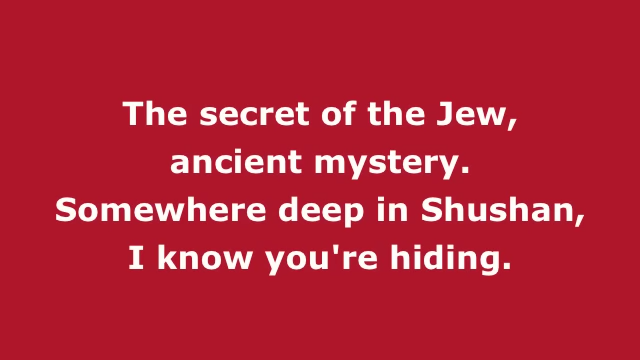 The secret of the Jew,
ancient mystery.
Somewhere deep in Shushan,
I know you're hiding.